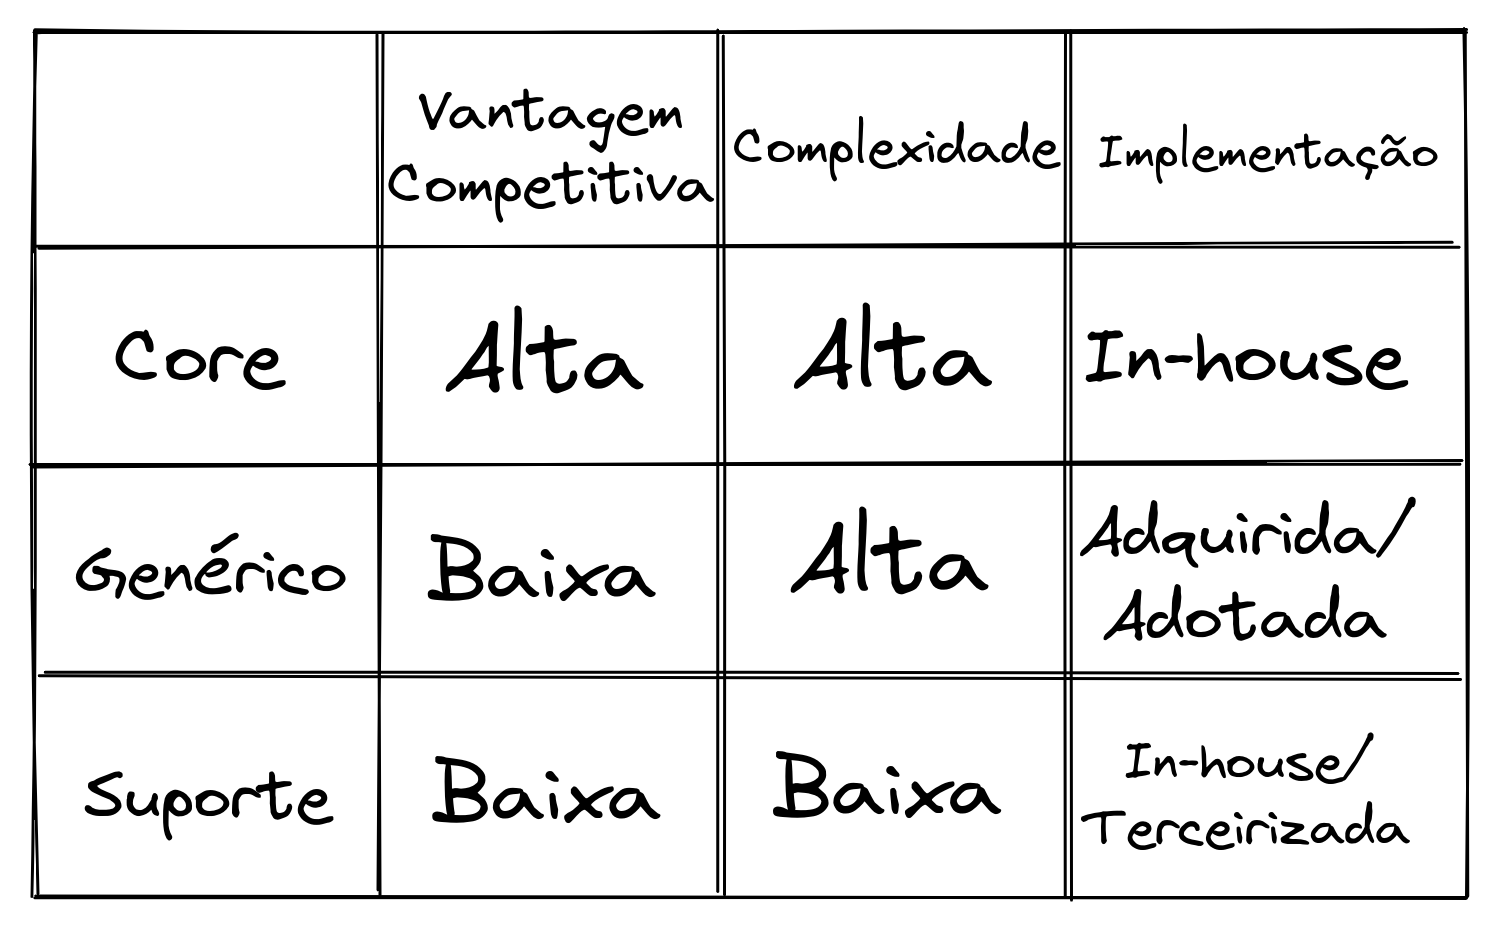 Vantagem
Competitiva
Complexidade
Implementação
Core
Alta
Alta
In-house
Genérico
Baixa
Alta
Adquirida/
Adotada
Suporte
Baixa
Baixa
In-house/
Terceirizada